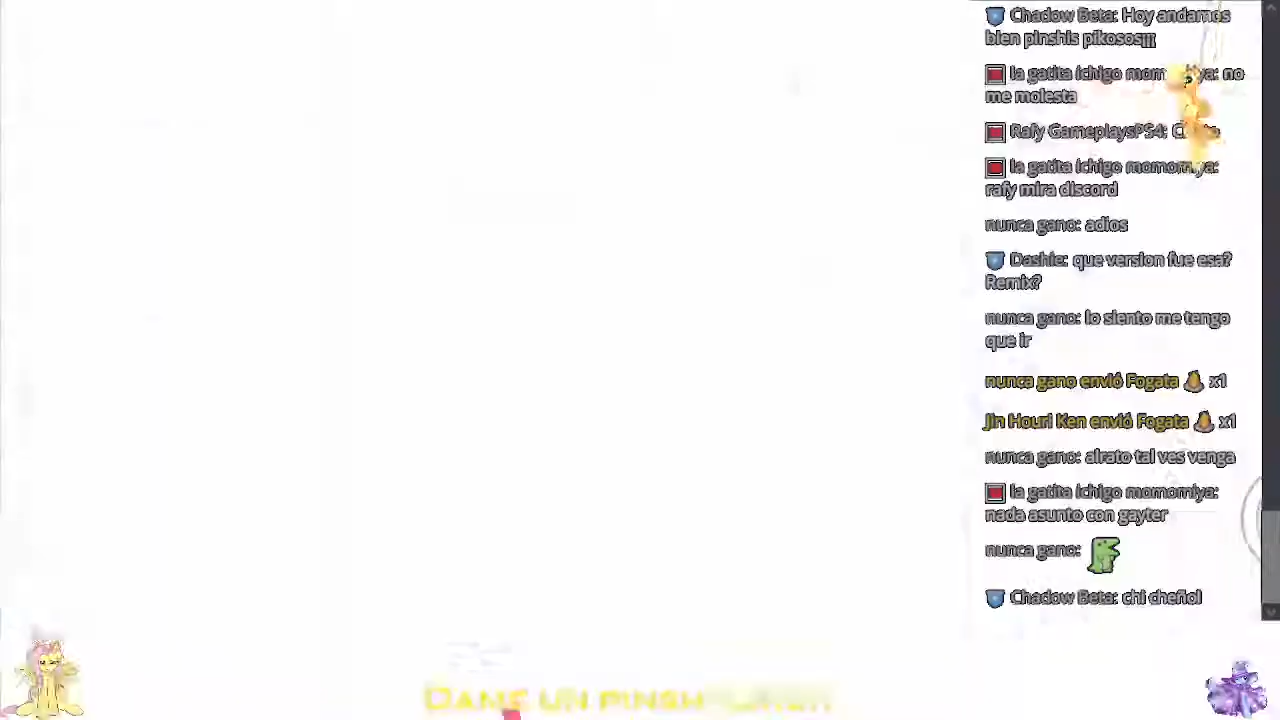 Chadow Beta: Hoy andamos
bien pinshis pikosos¡¡¡
la gatita ichigo momomiya: no
me molesta
Rafy GameplaysPS4:
la gatita ichigo momomiya:
rafy mira discord
nunca gano: adios
Dashie: que version fue esa?
Remix?
nunca gano: lo siento me tengo
que ir
nunca gano envió Fogata x1
Jin Houri Ken envió Fogata x1
nunca gano: alrato tal ves venga
la gatita ichigo momomiya:
nada asunto con gayter
nunca gano:
Chadow Beta: chi cheñol
DAME UN PINSH